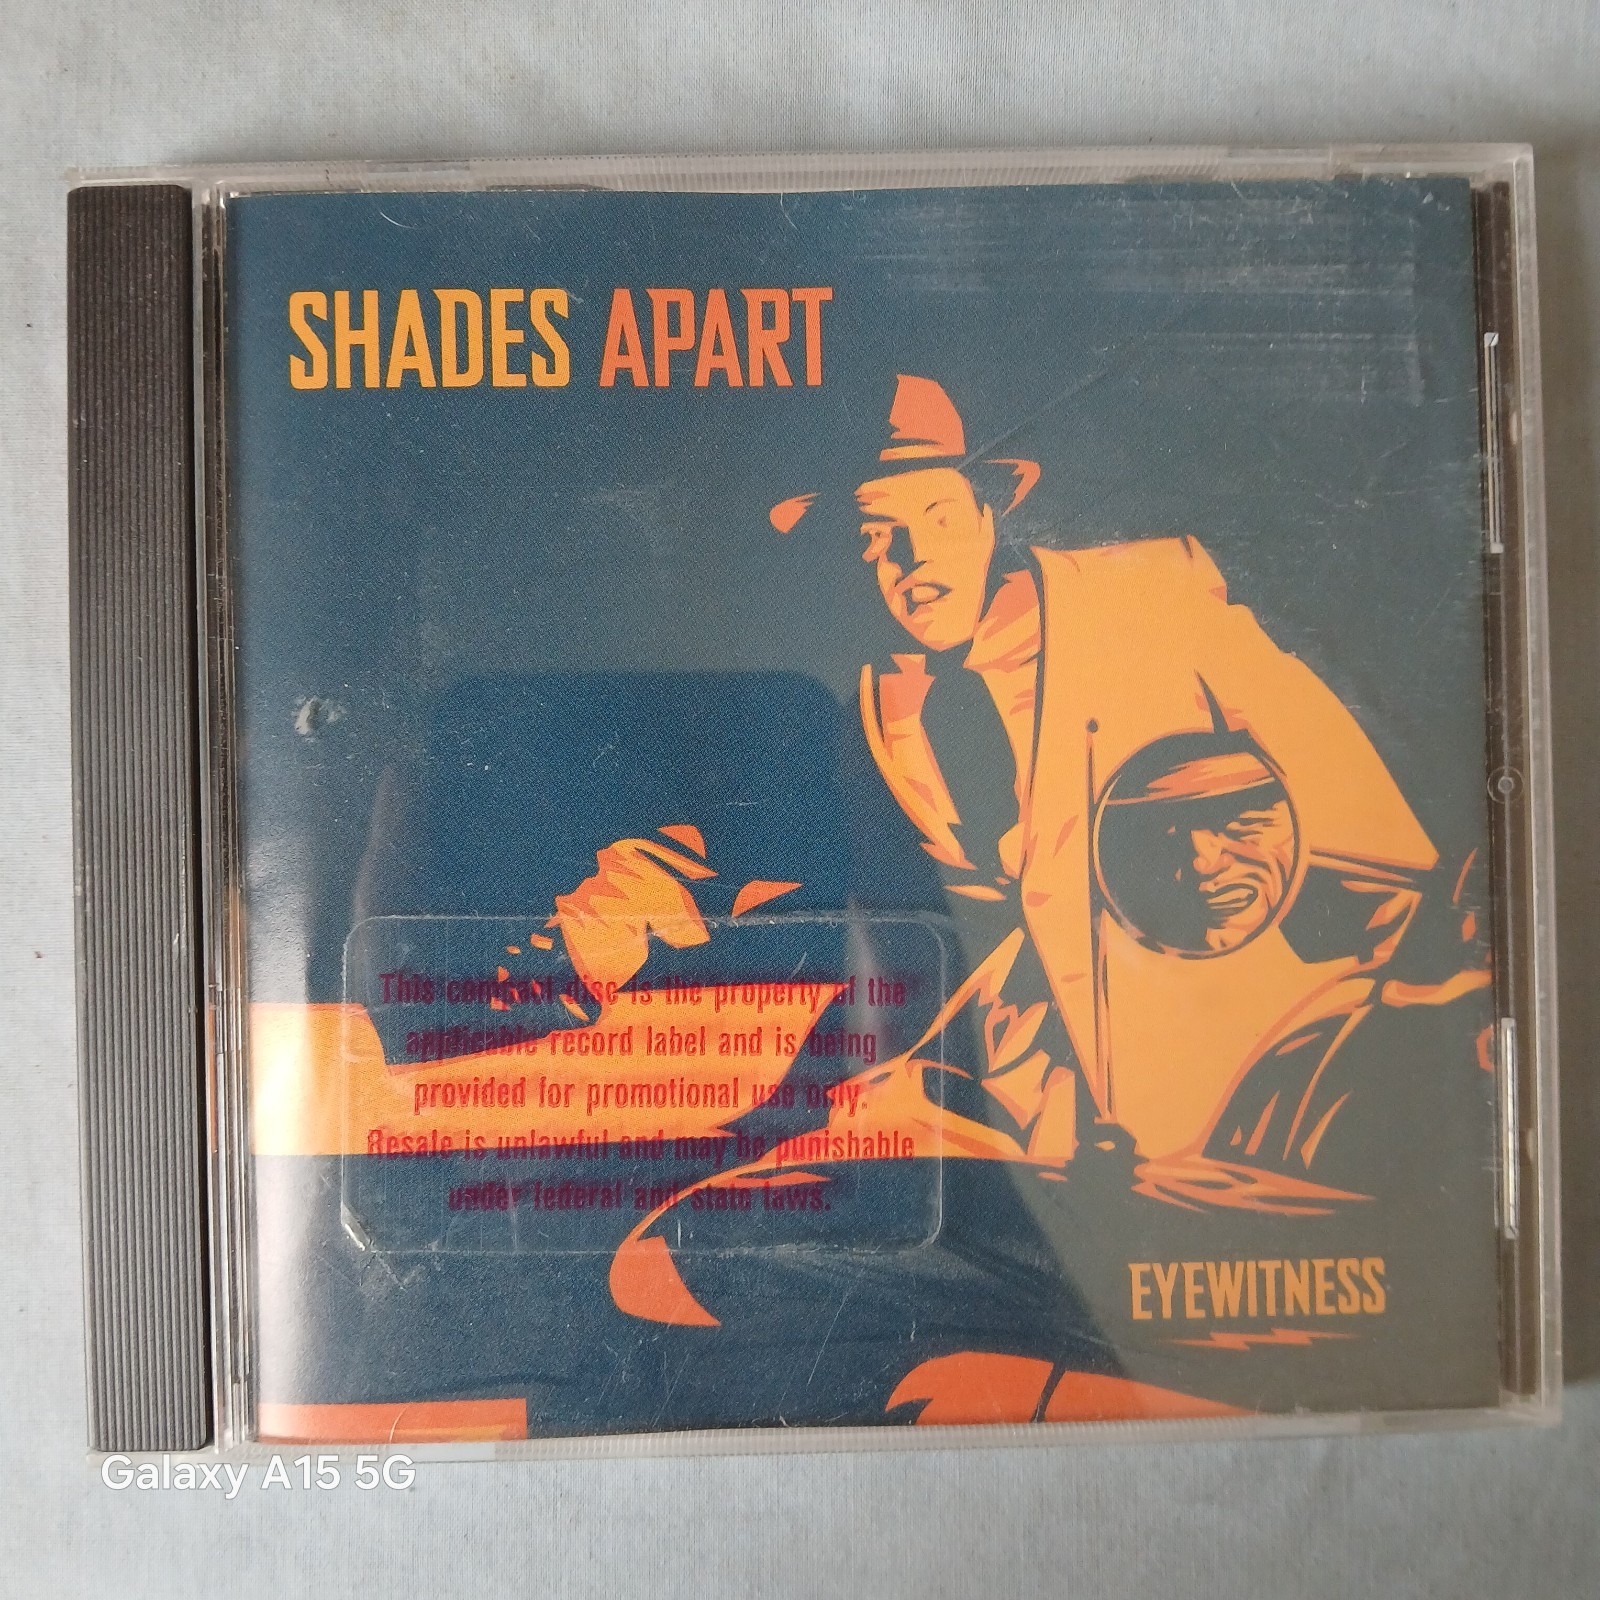 SHADES APART
This compact disc is the property of the
applicable record label and is being
provided for promotional use only.
Resale is unlawful and may be punishable
under federal and state laws.
EYEWITNESS
Galaxy A15 5G